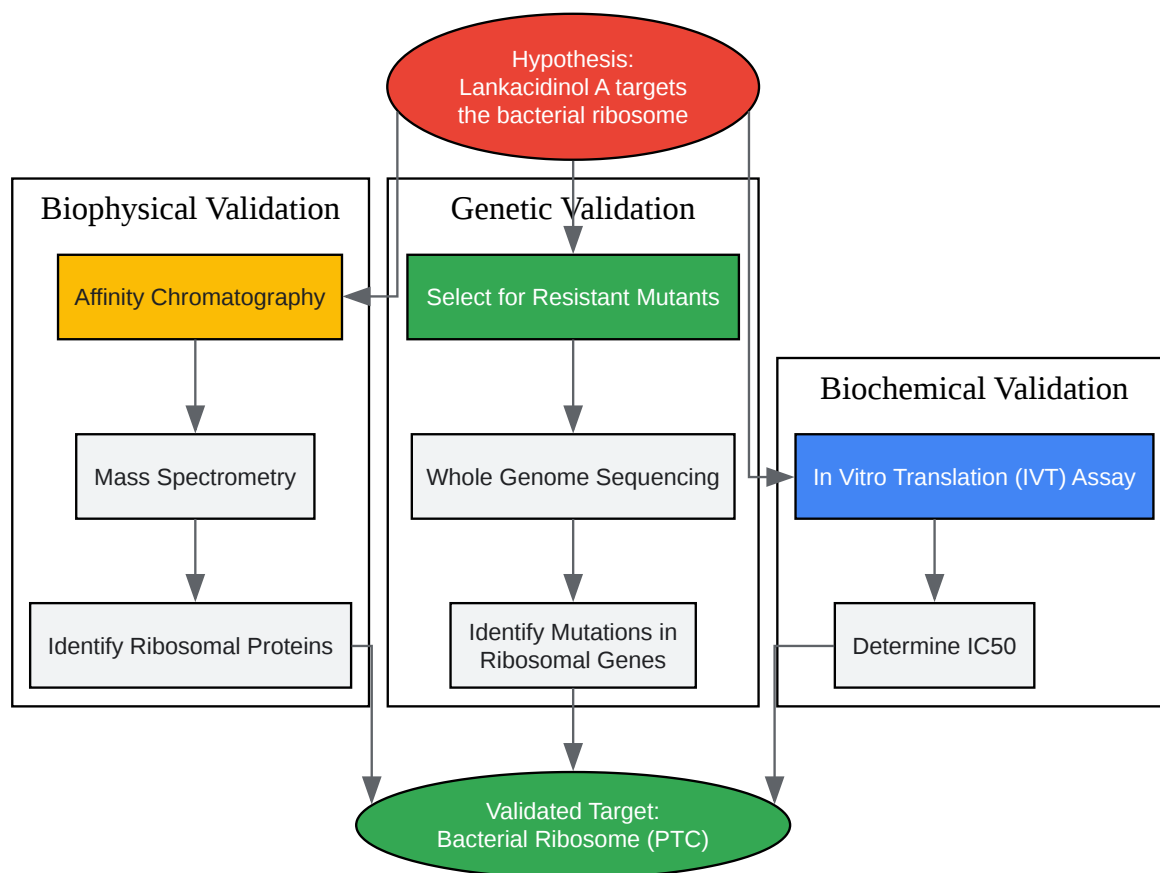 Hypothesis:
Lankacidinol A targets
the bacterial ribosome
Biophysical Validation
Affinity Chromatography
Mass Spectrometry
Identify Ribosomal Proteins
Genetic Validation
Select for Resistant Mutants
Whole Genome Sequencing
Identify Mutations in
Ribosomal Genes
Biochemical Validation
In Vitro Translation (IVT) Assay
Determine IC50
Validated Target:
Bacterial Ribosome (PTC)